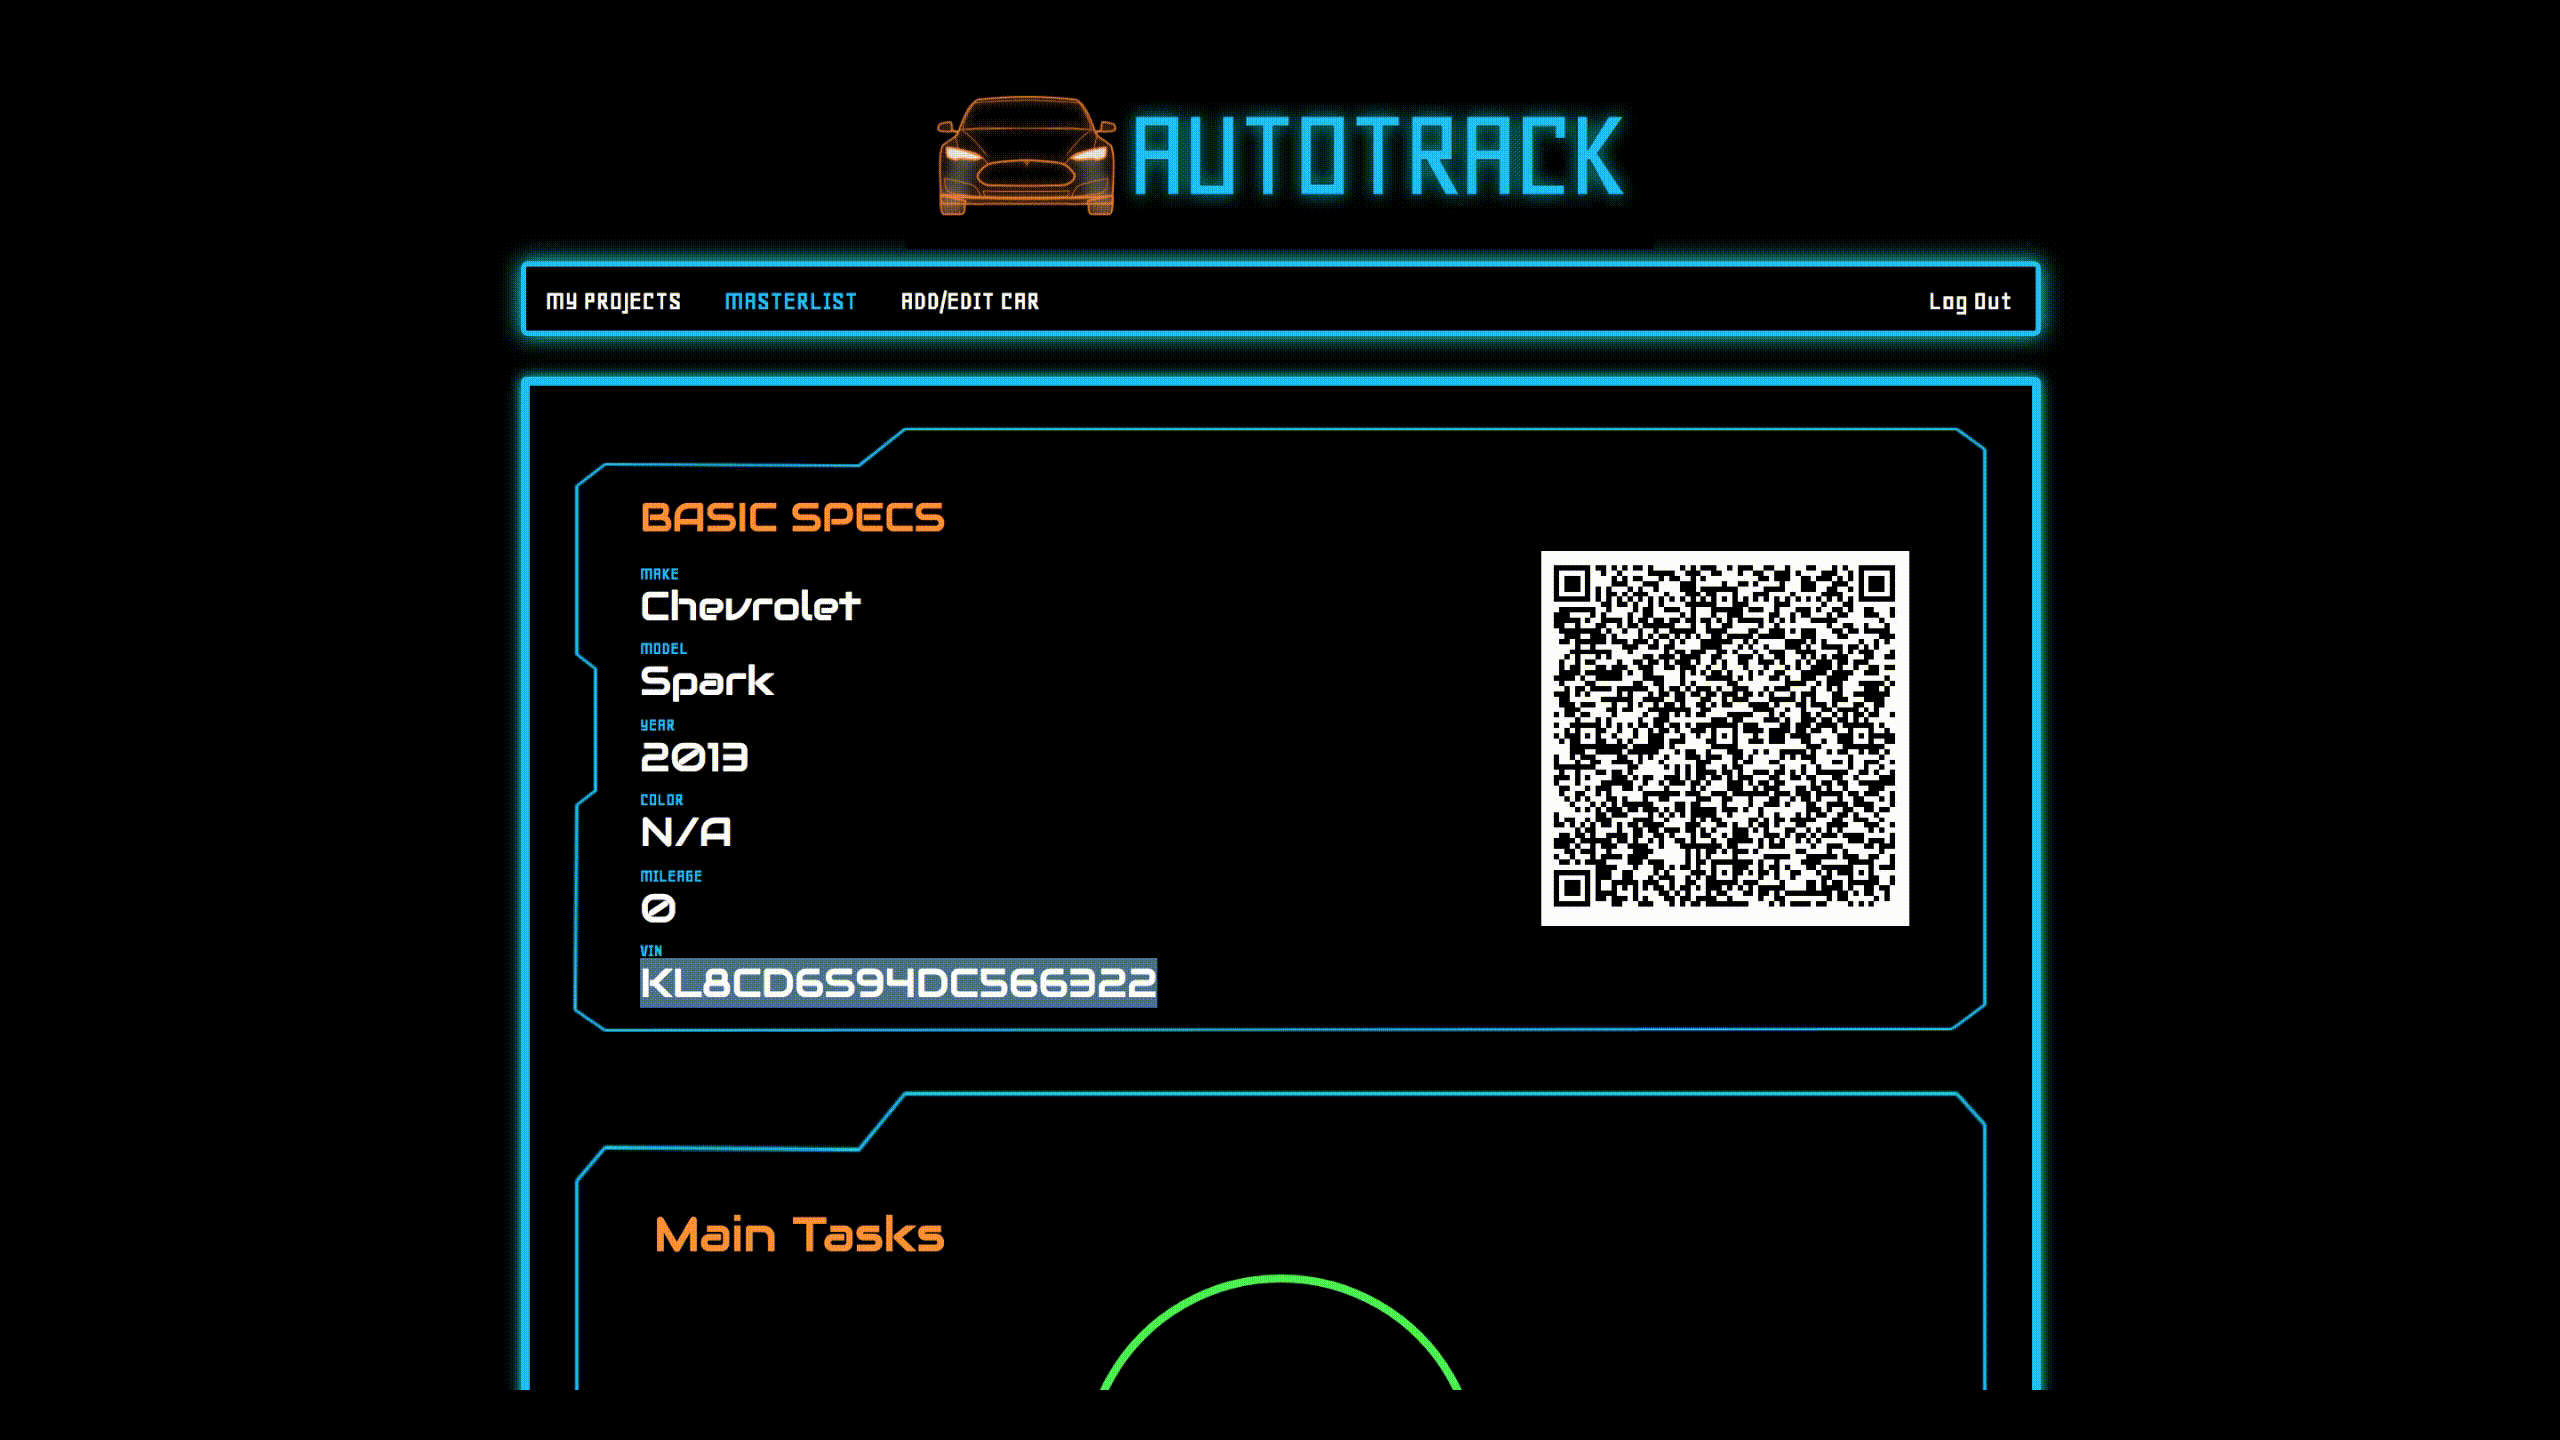 AUTOTRACK
MY PROJECTS MASTERLIST ADD/EDIT CAR Log Out
BASIC SPECS
MAKE
Chevrolet
MODEL
Spark
YEAR
2013
COLOR
N/A
MILEAGE
0
VIN
KL8CD6S94DC566322
Main Tasks